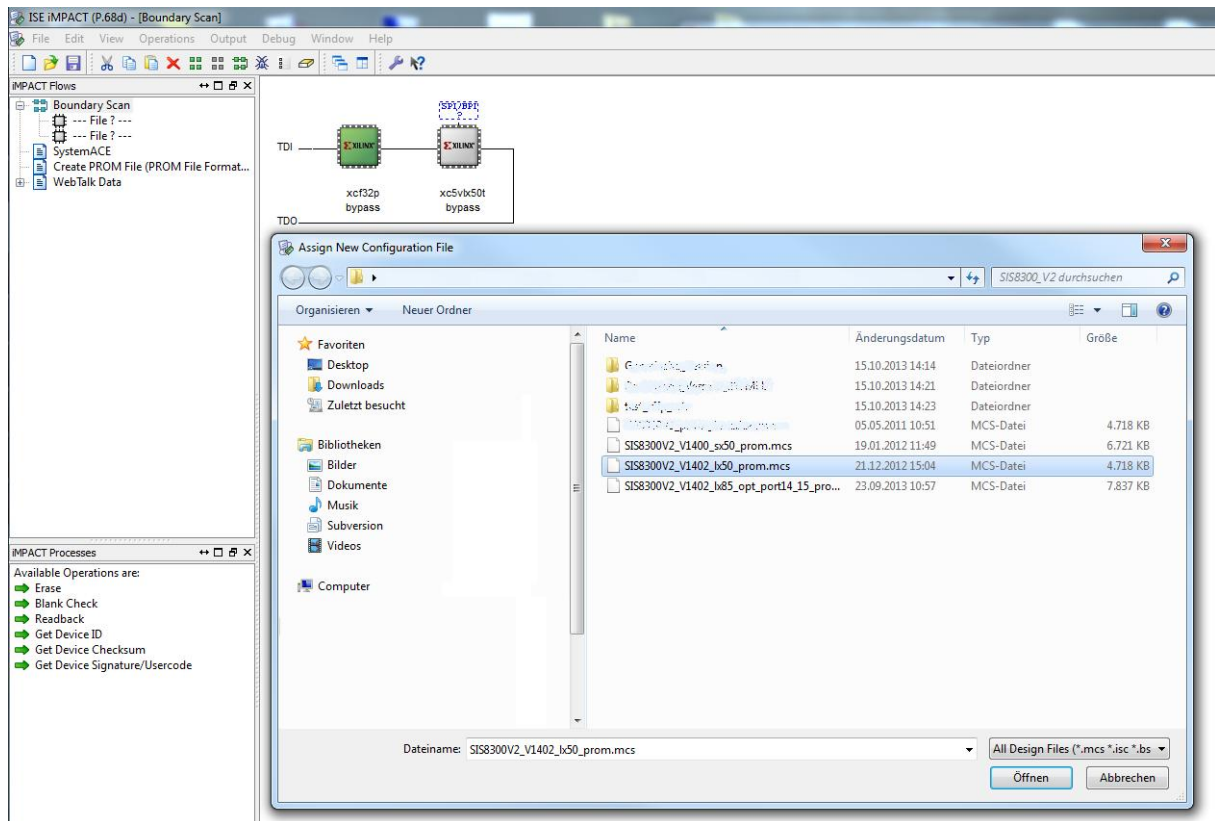 ISE iMPACT (P.68d) - [Boundary Scan]
File Edit View Operations Output Debug Window Help
iMPACT Flows
Boundary Scan
--- File ? ---
--- File ? ---
SystemACE
Create PROM File (PROM File Format...
WebTalk Data
SPI/BPI
?
TDI
XILINX XILINX
xcf32p xc5vlx50t
bypass bypass
TDO
Assign New Configuration File
SIS8300_V2 durchsuchen
Organisieren Neuer Ordner
Name Änderungsdatum Typ Größe
Favoriten
Desktop
Downloads
Zuletzt besucht
Bibliotheken
Bilder
Dokumente
Musik
Subversion
Videos
Computer
15.10.2013 14:14 Dateiordner
15.10.2013 14:21 Dateiordner
15.10.2013 14:23 Dateiordner
05.05.2011 10:51 MCS-Datei 4.718 KB
SIS8300V2_V1400_sx50_prom.mcs 19.01.2012 11:49 MCS-Datei 6.721 KB
SIS8300V2_V1402_lx50_prom.mcs 21.12.2012 15:04 MCS-Datei 4.718 KB
SIS8300V2_V1402_lx85_opt_port14_15_pro... 23.09.2013 10:57 MCS-Datei 7.837 KB
Dateiname: SIS8300V2_V1402_lx50_prom.mcs
All Design Files (*.mcs *.isc *.bs
Öffnen Abbrechen
iMPACT Processes
Available Operations are:
Erase
Blank Check
Readback
Get Device ID
Get Device Checksum
Get Device Signature/Usercode